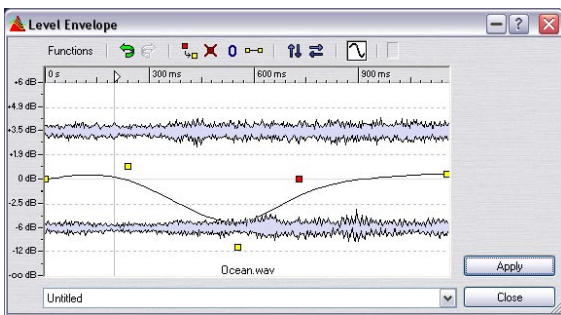 Level Envelope
Functions
0
0 s 300 ms 600 ms 900 ms
+6 dB
+4.9 dB
+3.5 dB
+1.9 dB
0 dB
-2.5 dB
-6 dB
-12 dB
-oo dB
Ocean.wav
Apply
Untitled
Close